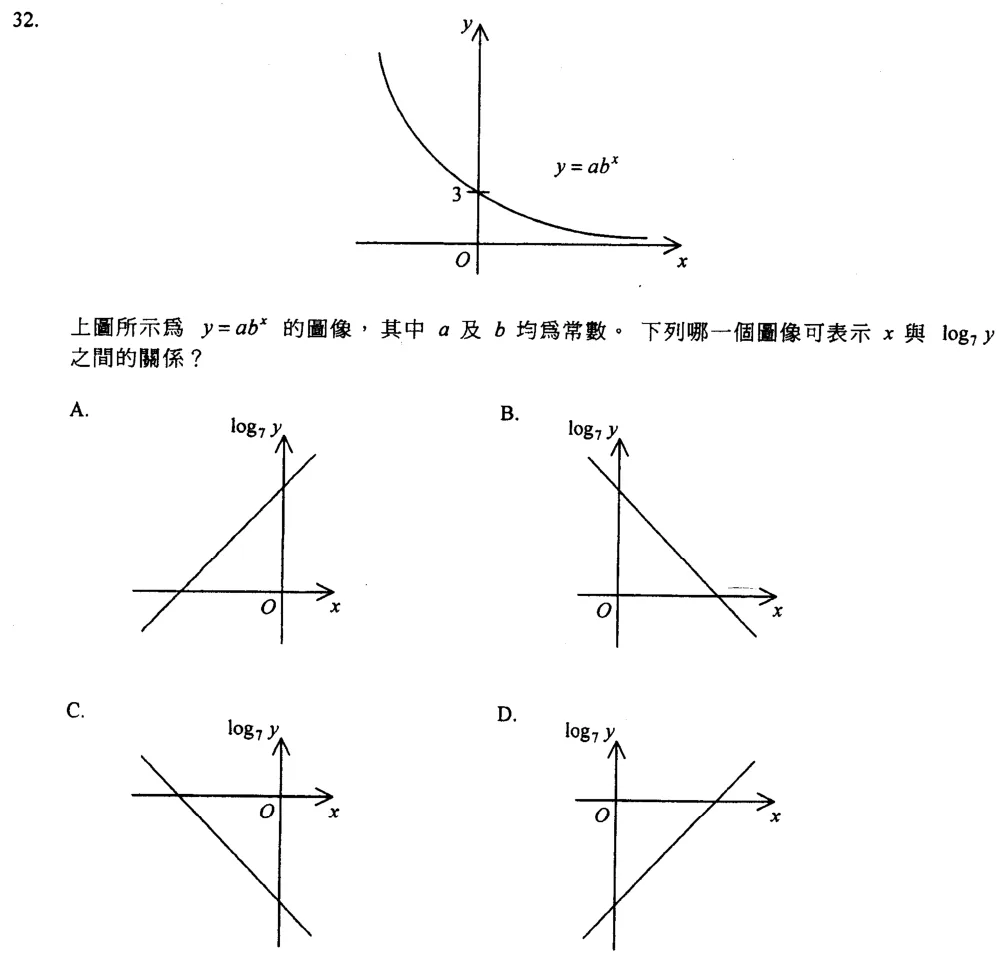 32.
y
y = abˣ
3
O
x
上圖所示爲 y = abˣ 的圖像，其中 a 及 b 均爲常數。下列哪一個圖像可表示 x 與 log₇ y
之間的關係？
A.
log₇ y
O
x
B.
log₇ y
O
x
C.
log₇ y
O
x
D.
log₇ y
O
x